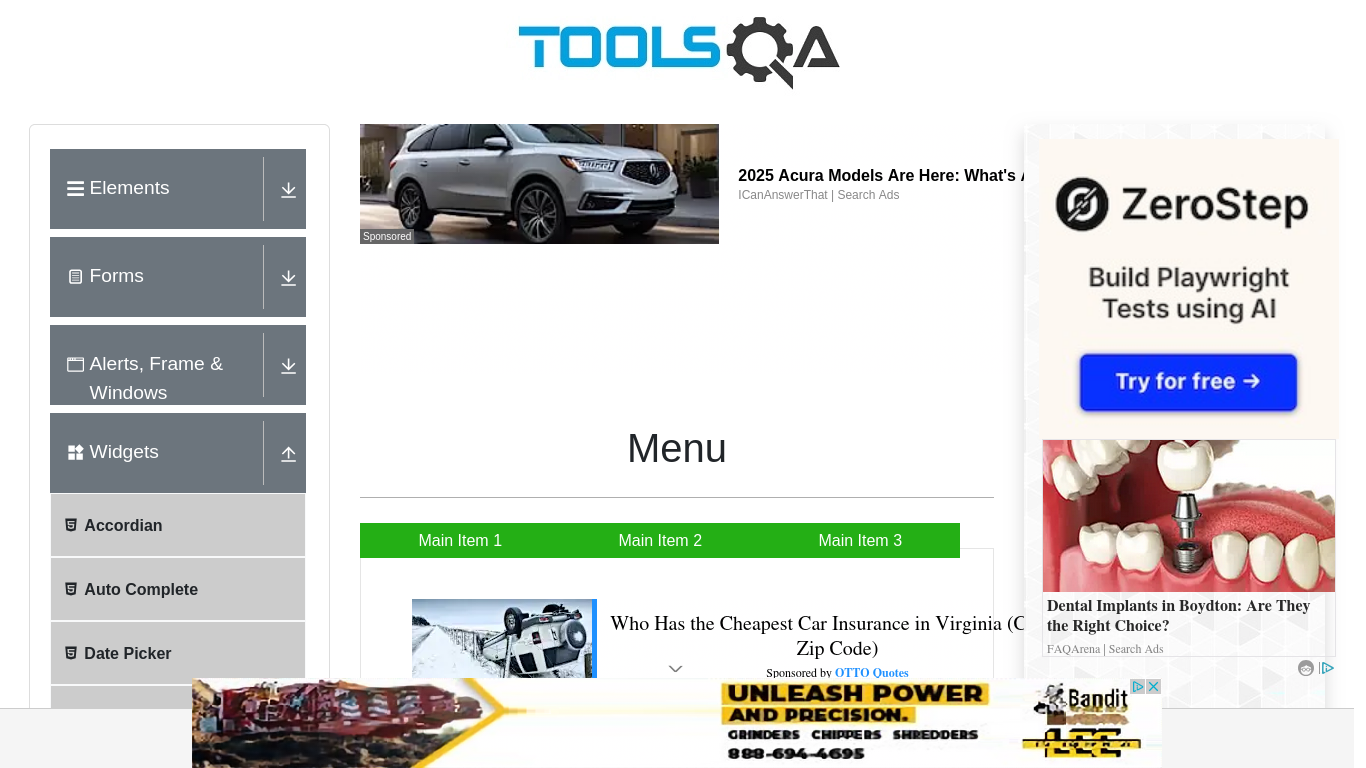 TOOLSQA
Elements
Forms
Alerts, Frame &
Windows
Widgets
Accordian
Auto Complete
Date Picker
Sponsored
2025 Acura Models Are Here: What's
ICanAnswerThat | Search Ads
Menu
Main Item 1
Main Item 2
Main Item 3
Who Has the Cheapest Car Insurance in Virginia (
Zip Code)
Sponsored by OTTO Quotes
ZeroStep
Build Playwright
Tests using AI
Try for free →
Dental Implants in Boydton: Are They
the Right Choice?
FAQArena | Search Ads
UNLEASH POWER
AND PRECISION.
GRINDERS CHIPPERS SHREDDERS
888-694-4695
Bandit